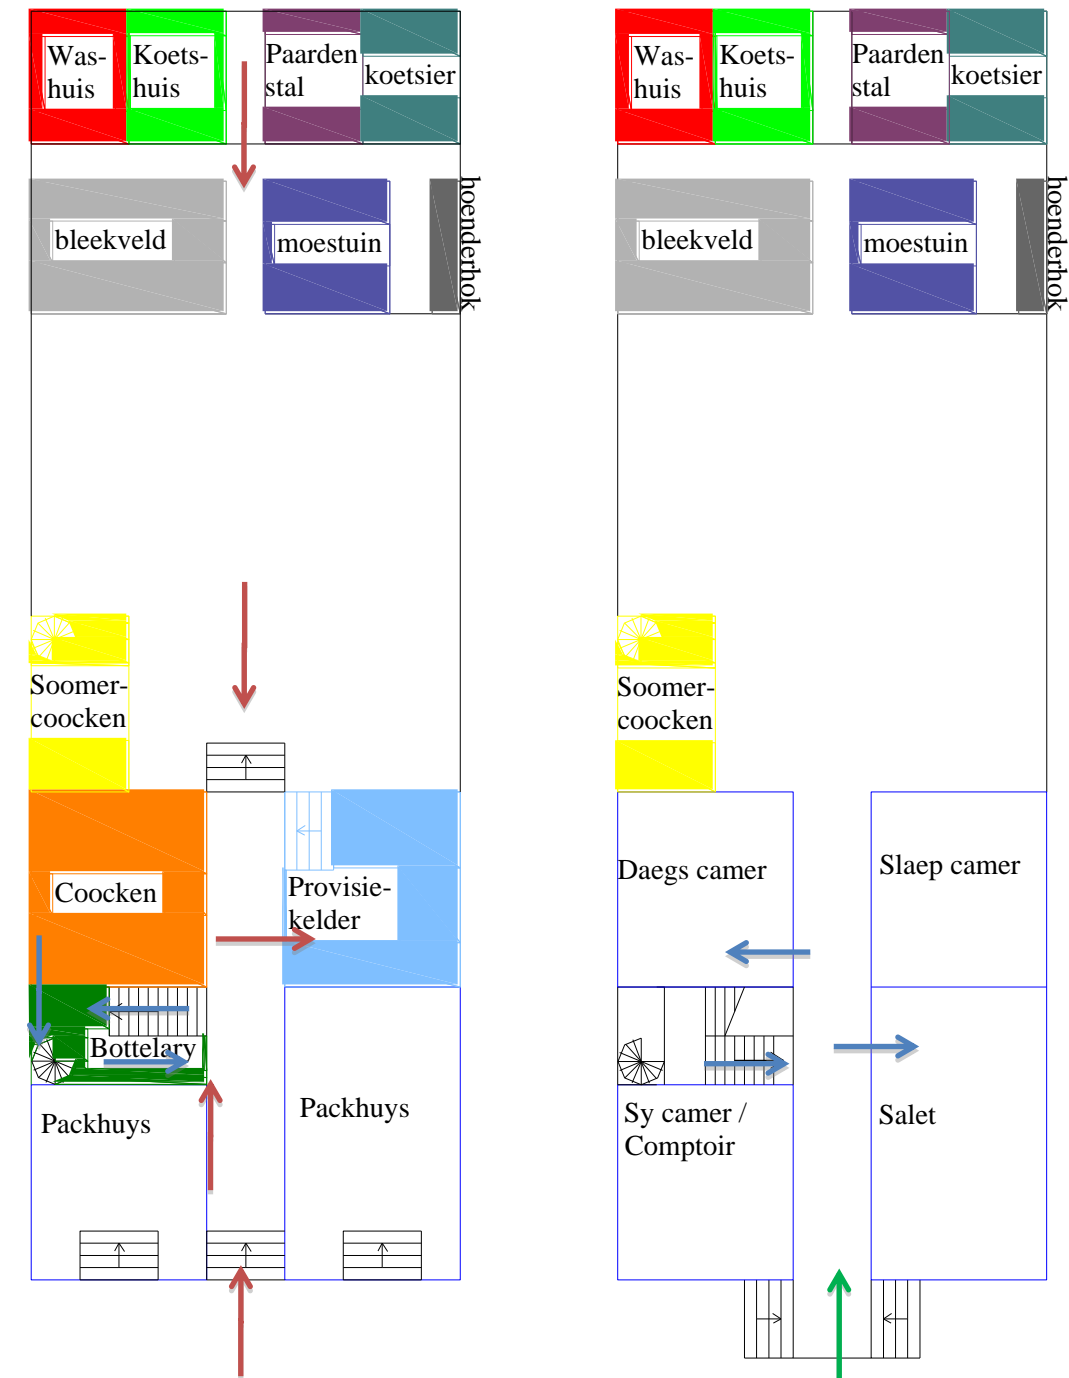 Was-
huis
Koets-
huis
Paarden
stal
koetsier
bleekveld
moestuin
hoenderhok
Soomer-
coocken
Coocken
Provisie-
kelder
Bottelary
Packhuys
Packhuys
Was-
huis
Koets-
huis
Paarden
stal
koetsier
bleekveld
moestuin
hoenderhok
Soomer-
coocken
Daegs camer
Slaep camer
Sy camer /
Comptoir
Salet